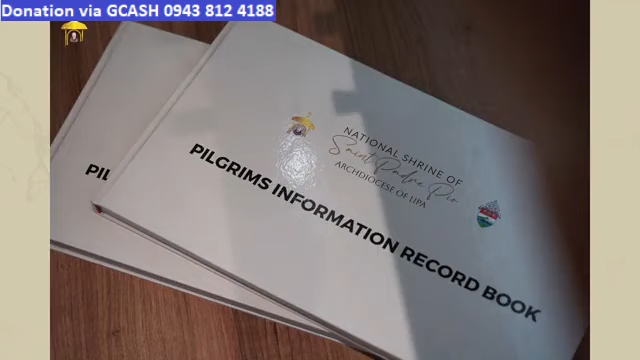 Donation via GCASH 0943 812 4188
NATIONAL SHRINE OF
Saint Padre Pio
ARCHDIOCESE OF LIPA
PILGRIMS INFORMATION RECORD BOOK
PIL